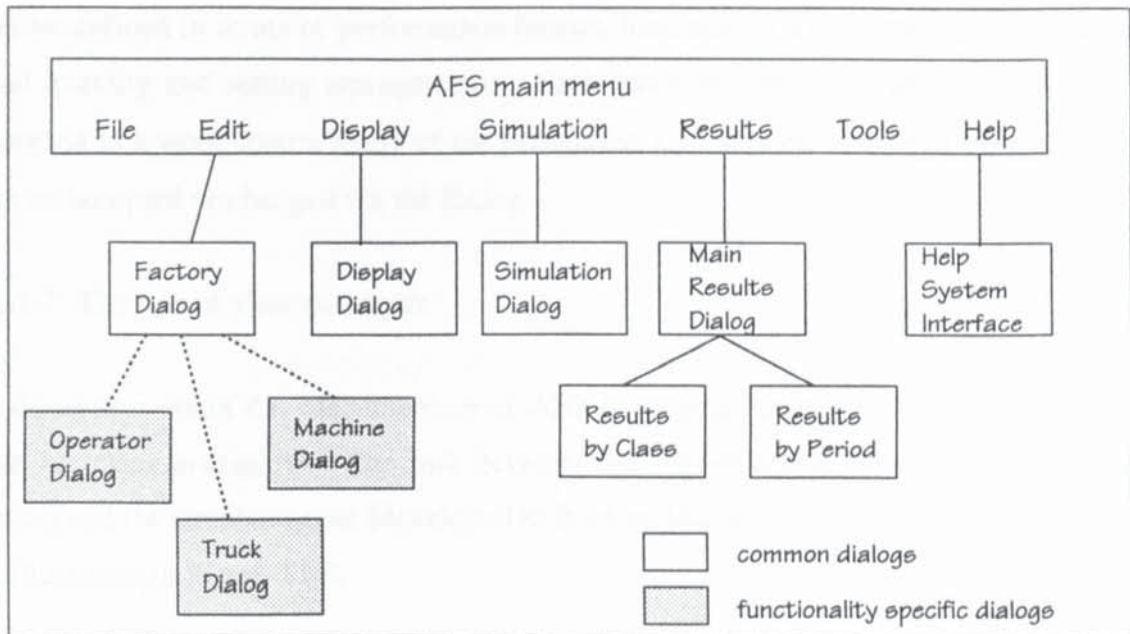 AFS main menu
File Edit Display Simulation Results Tools Help
Factory
Dialog
Display
Dialog
Simulation
Dialog
Main
Results
Dialog
Help
System
Interface
Operator
Dialog
Truck
Dialog
Machine
Dialog
Results
by Class
Results
by Period
common dialogs
functionality specific dialogs